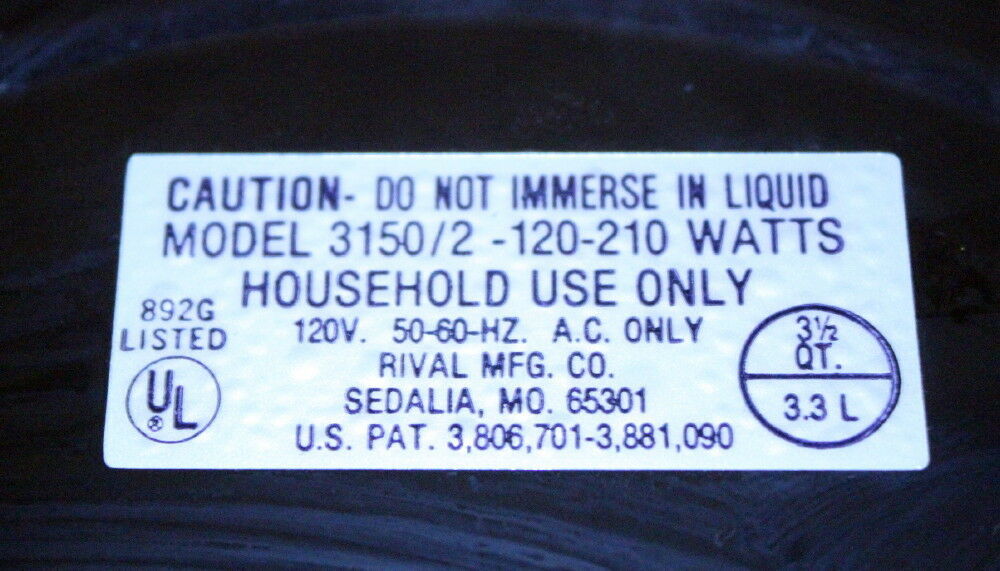 CAUTION- DO NOT IMMERSE IN LIQUID
MODEL 3150/2 -120-210 WATTS
HOUSEHOLD USE ONLY
892G
LISTED
UL
®
120V. 50-60-HZ. A.C. ONLY
RIVAL MFG. CO.
SEDALIA, MO. 65301
U.S. PAT. 3,806,701-3,881,090
3½
QT.
3.3 L